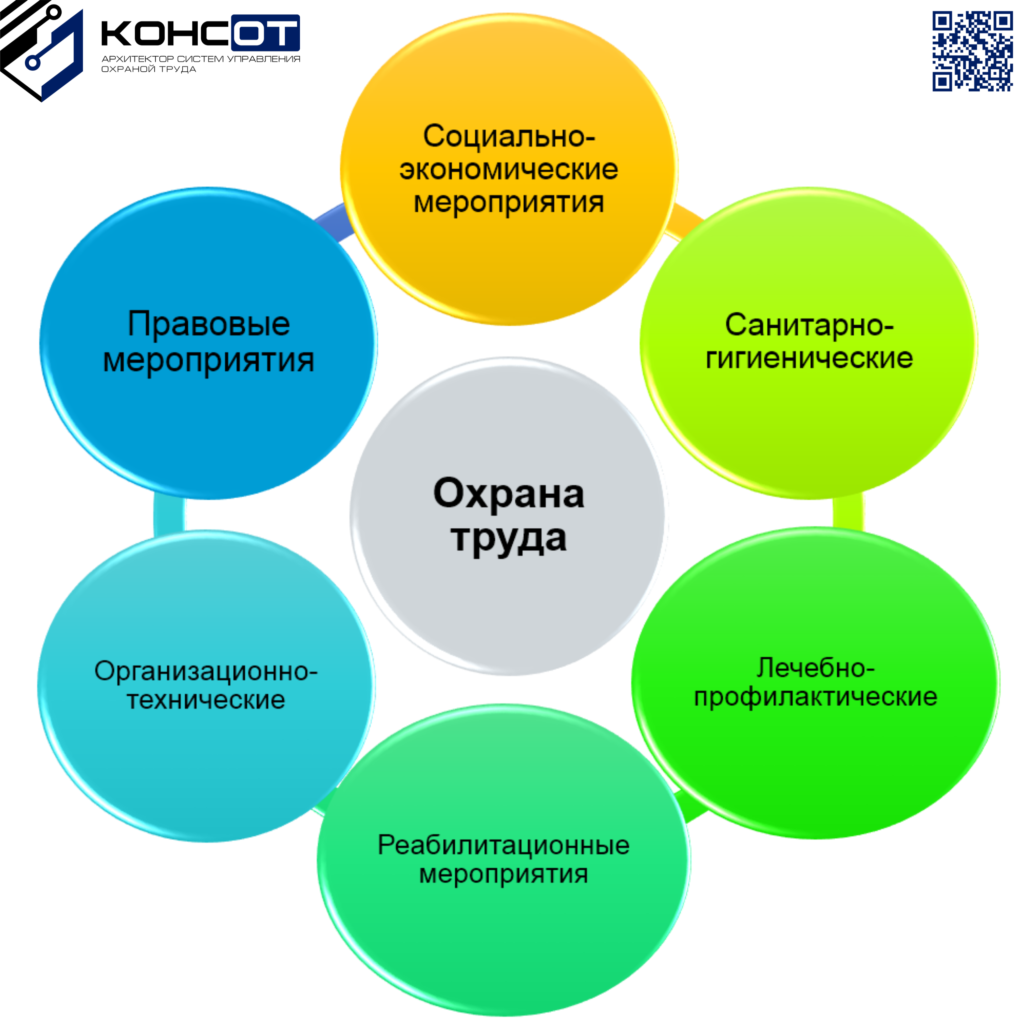 КОНСОТ
АРХИТЕКТОР СИСТЕМ УПРАВЛЕНИЯ
ОХРАНОЙ ТРУДА
Социально-
экономические
мероприятия
Правовые
мероприятия
Санитарно-
гигиенические
Охрана
труда
Организационно-
технические
Лечебно-
профилактические
Реабилитационные
мероприятия